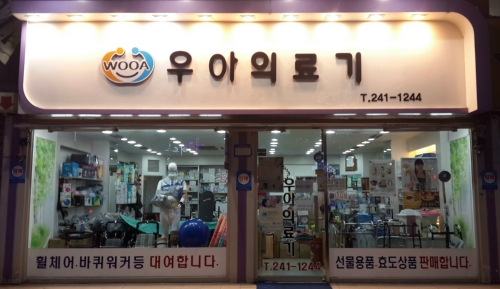 WOOA 우아의료기
T.241-1244
우아의료기
T.241-1244
휠체어.바퀴워커등 대여합니다.
선물용품.효도상품 판매합니다.